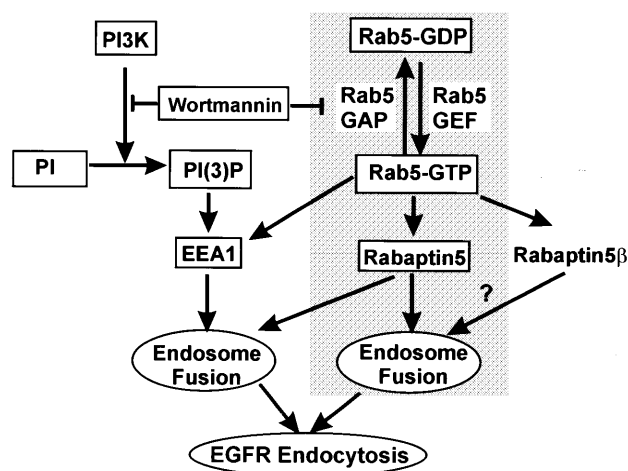 PI3K
Rab5-GDP
Wortmannin
Rab5
GAP
Rab5
GEF
PI
PI(3)P
Rab5-GTP
EEA1
Rabaptin5
Rabaptin5β
?
Endosome
Fusion
Endosome
Fusion
EGFR Endocytosis